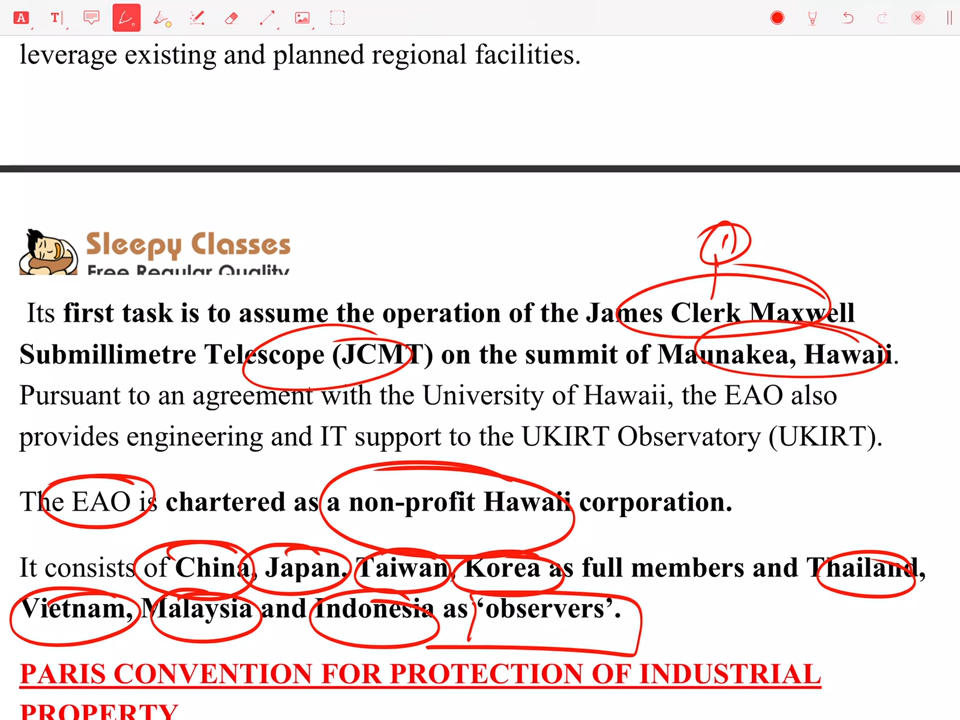 leverage existing and planned regional facilities.
Sleepy Classes
Free Regular Quality
Its first task is to assume the operation of the James Clerk Maxwell
Submillimetre Telescope (JCMT) on the summit of Maunakea, Hawaii.
Pursuant to an agreement with the University of Hawaii, the EAO also
provides engineering and IT support to the UKIRT Observatory (UKIRT).
The EAO is chartered as a non-profit Hawaii corporation.
It consists of China, Japan. Taiwan, Korea as full members and Thailand,
Vietnam, Malaysia and Indonesia as ‘observers’.
PARIS CONVENTION FOR PROTECTION OF INDUSTRIAL
PROPERTY